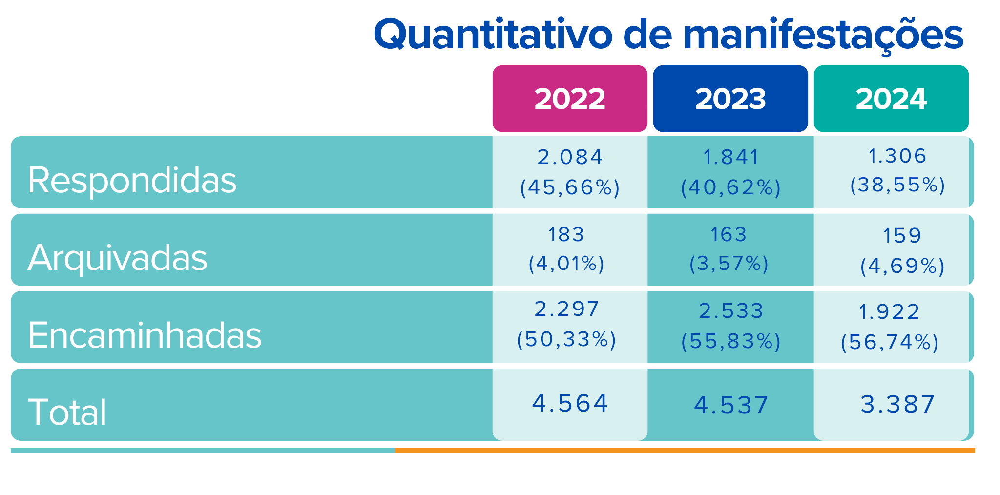 Quantitativo de manifestações
2022 2023 2024
Respondidas
2.084 1.841 1.306
(45,66%) (40,62%) (38,55%)
Arquivadas
183 163 159
(4,01%) (3,57%) (4,69%)
Encaminhadas
2.297 2.533 1.922
(50,33%) (55,83%) (56,74%)
Total
4.564 4.537 3.387